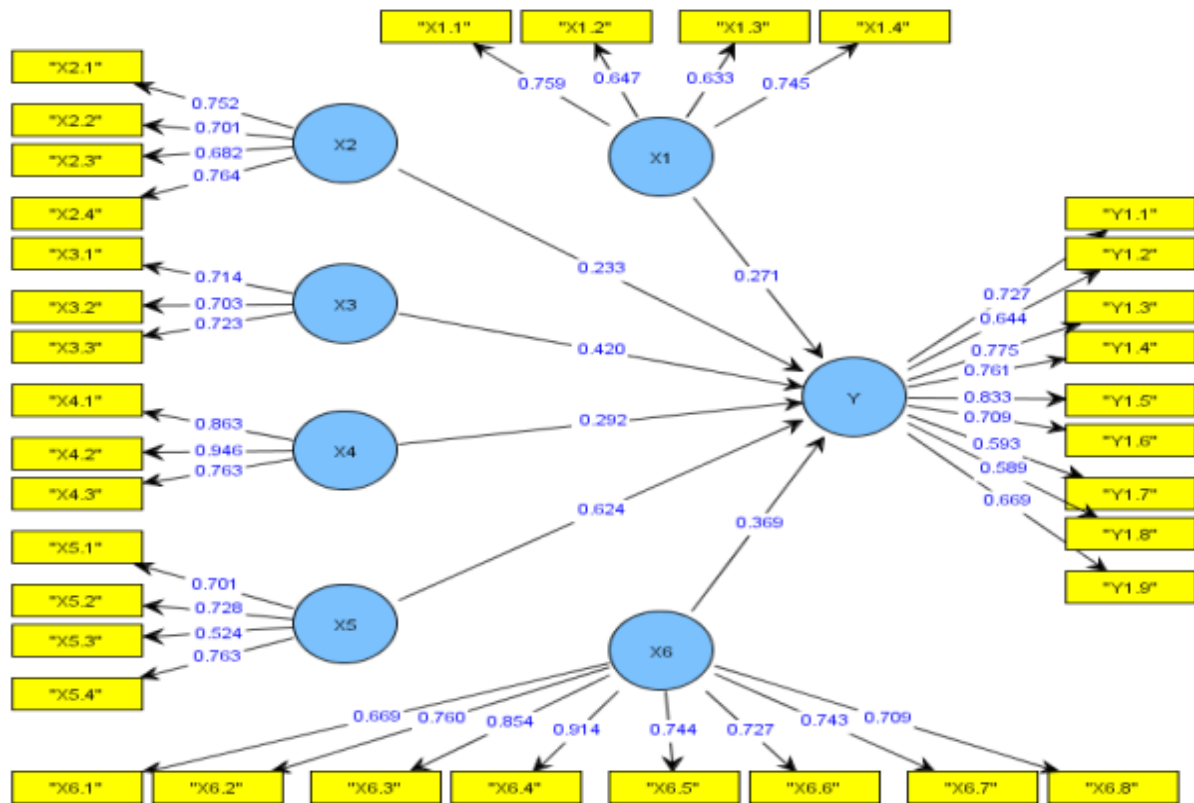 "X1.1"
"X1.2"
"X1.3"
"X1.4"
0.759
0.647
0.633
0.745
X1
0.271
"X2.1"
"X2.2"
"X2.3"
"X2.4"
0.752
0.701
0.682
0.764
X2
0.233
"X3.1"
"X3.2"
"X3.3"
0.714
0.703
0.723
X3
0.420
"X4.1"
"X4.2"
"X4.3"
0.863
0.946
0.763
X4
0.292
"X5.1"
"X5.2"
"X5.3"
"X5.4"
0.701
0.728
0.524
0.763
X5
0.624
Y
0.727
0.644
0.775
0.761
0.833
0.709
0.593
0.589
0.669
"Y1.1"
"Y1.2"
"Y1.3"
"Y1.4"
"Y1.5"
"Y1.6"
"Y1.7"
"Y1.8"
"Y1.9"
0.369
X6
0.669
0.760
0.854
0.914
0.744
0.727
0.743
0.709
"X6.1"
"X6.2"
"X6.3"
"X6.4"
"X6.5"
"X6.6"
"X6.7"
"X6.8"